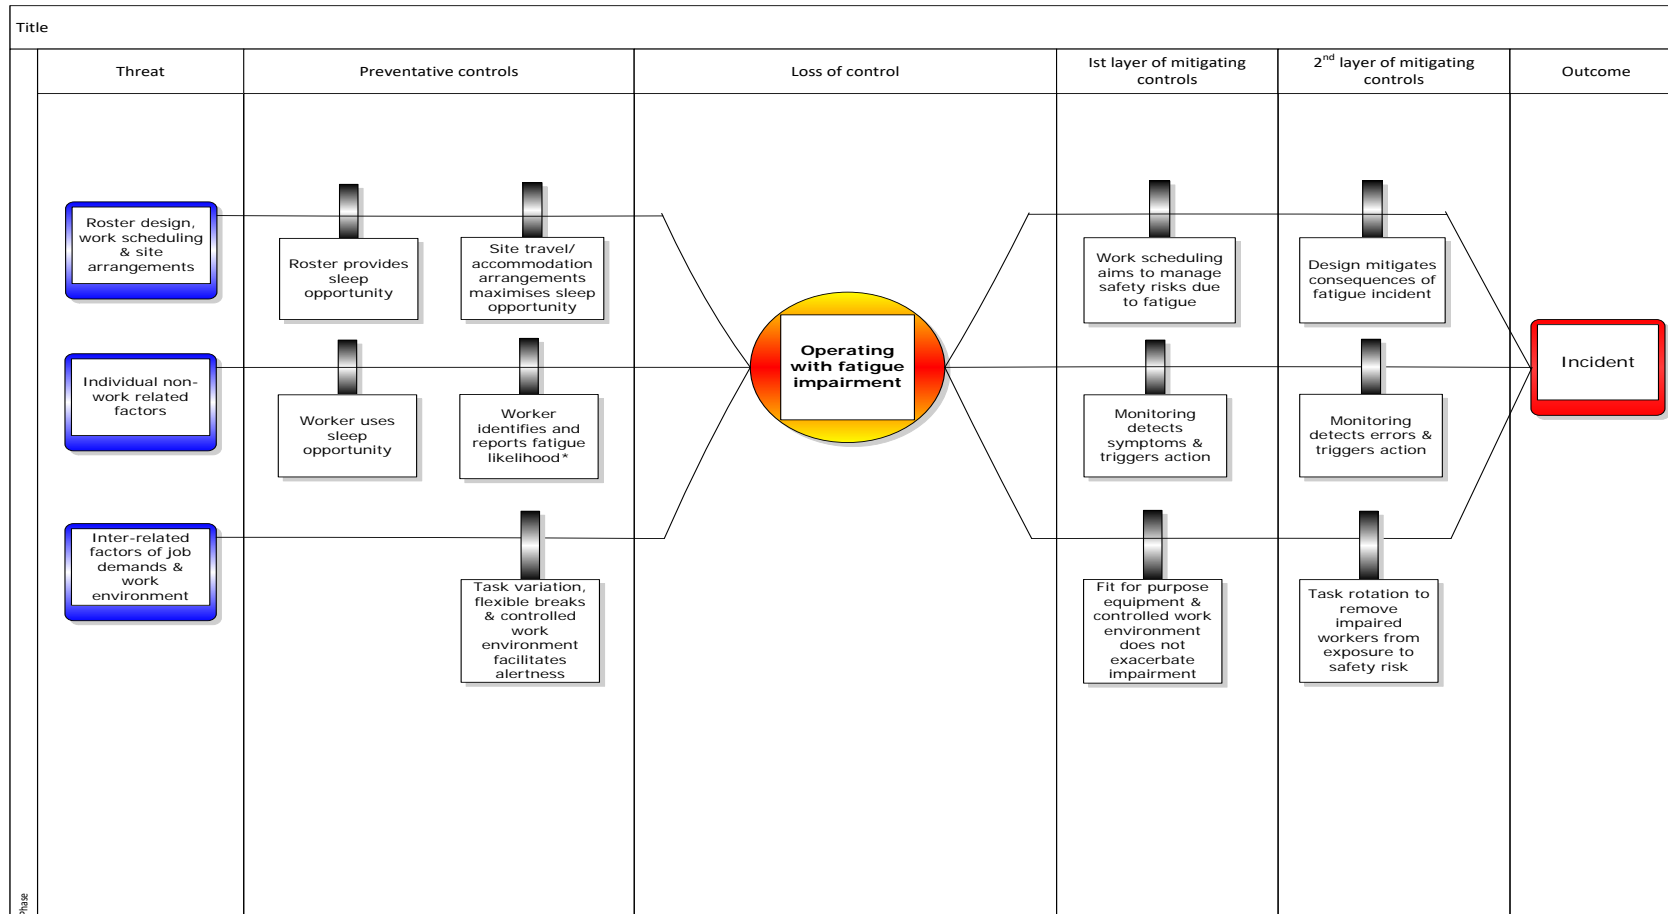 Title
Threat
Preventative controls
Loss of control
Ist layer of mitigating
controls
2nd layer of mitigating
controls
Outcome
Roster design,
work scheduling
& site
arrangements
Roster provides
sleep
opportunity
Site travel/
accommodation
arrangements
maximises sleep
opportunity
Work scheduling
aims to manage
safety risks due
to fatigue
Design mitigates
consequences of
fatigue incident
Operating
with fatigue
impairment
Incident
Individual non-
work related
factors
Worker uses
sleep
opportunity
Worker
identifies and
reports fatigue
likelihood*
Monitoring
detects
symptoms &
triggers action
Monitoring
detects errors &
triggers action
Inter-related
factors of job
demands &
work
environment
Task variation,
flexible breaks
& controlled
work
environment
facilitates
alertness
Fit for purpose
equipment &
controlled work
environment
does not
exacerbate
impairment
Task rotation to
remove
impaired
workers from
exposure to
safety risk
Phase